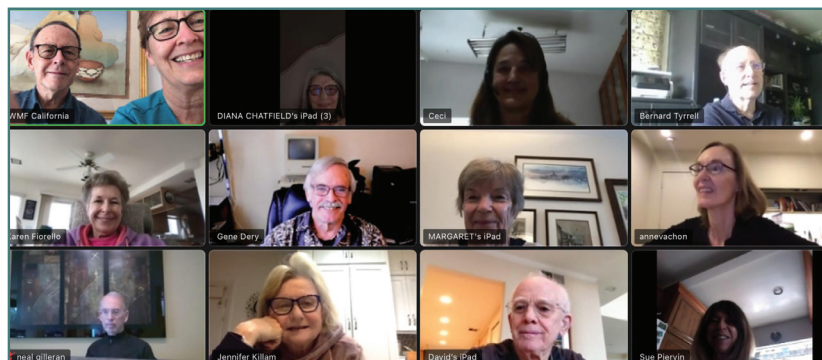 WMF California
DIANA CHATFIELD's iPad (3)
Ceci
Bernard Tyrrell
Karen Fiorello
Gene Dery
MARGARET's iPad
annevachon
neal gilleran
Jennifer Killam
David's iPad
Sue Piervin